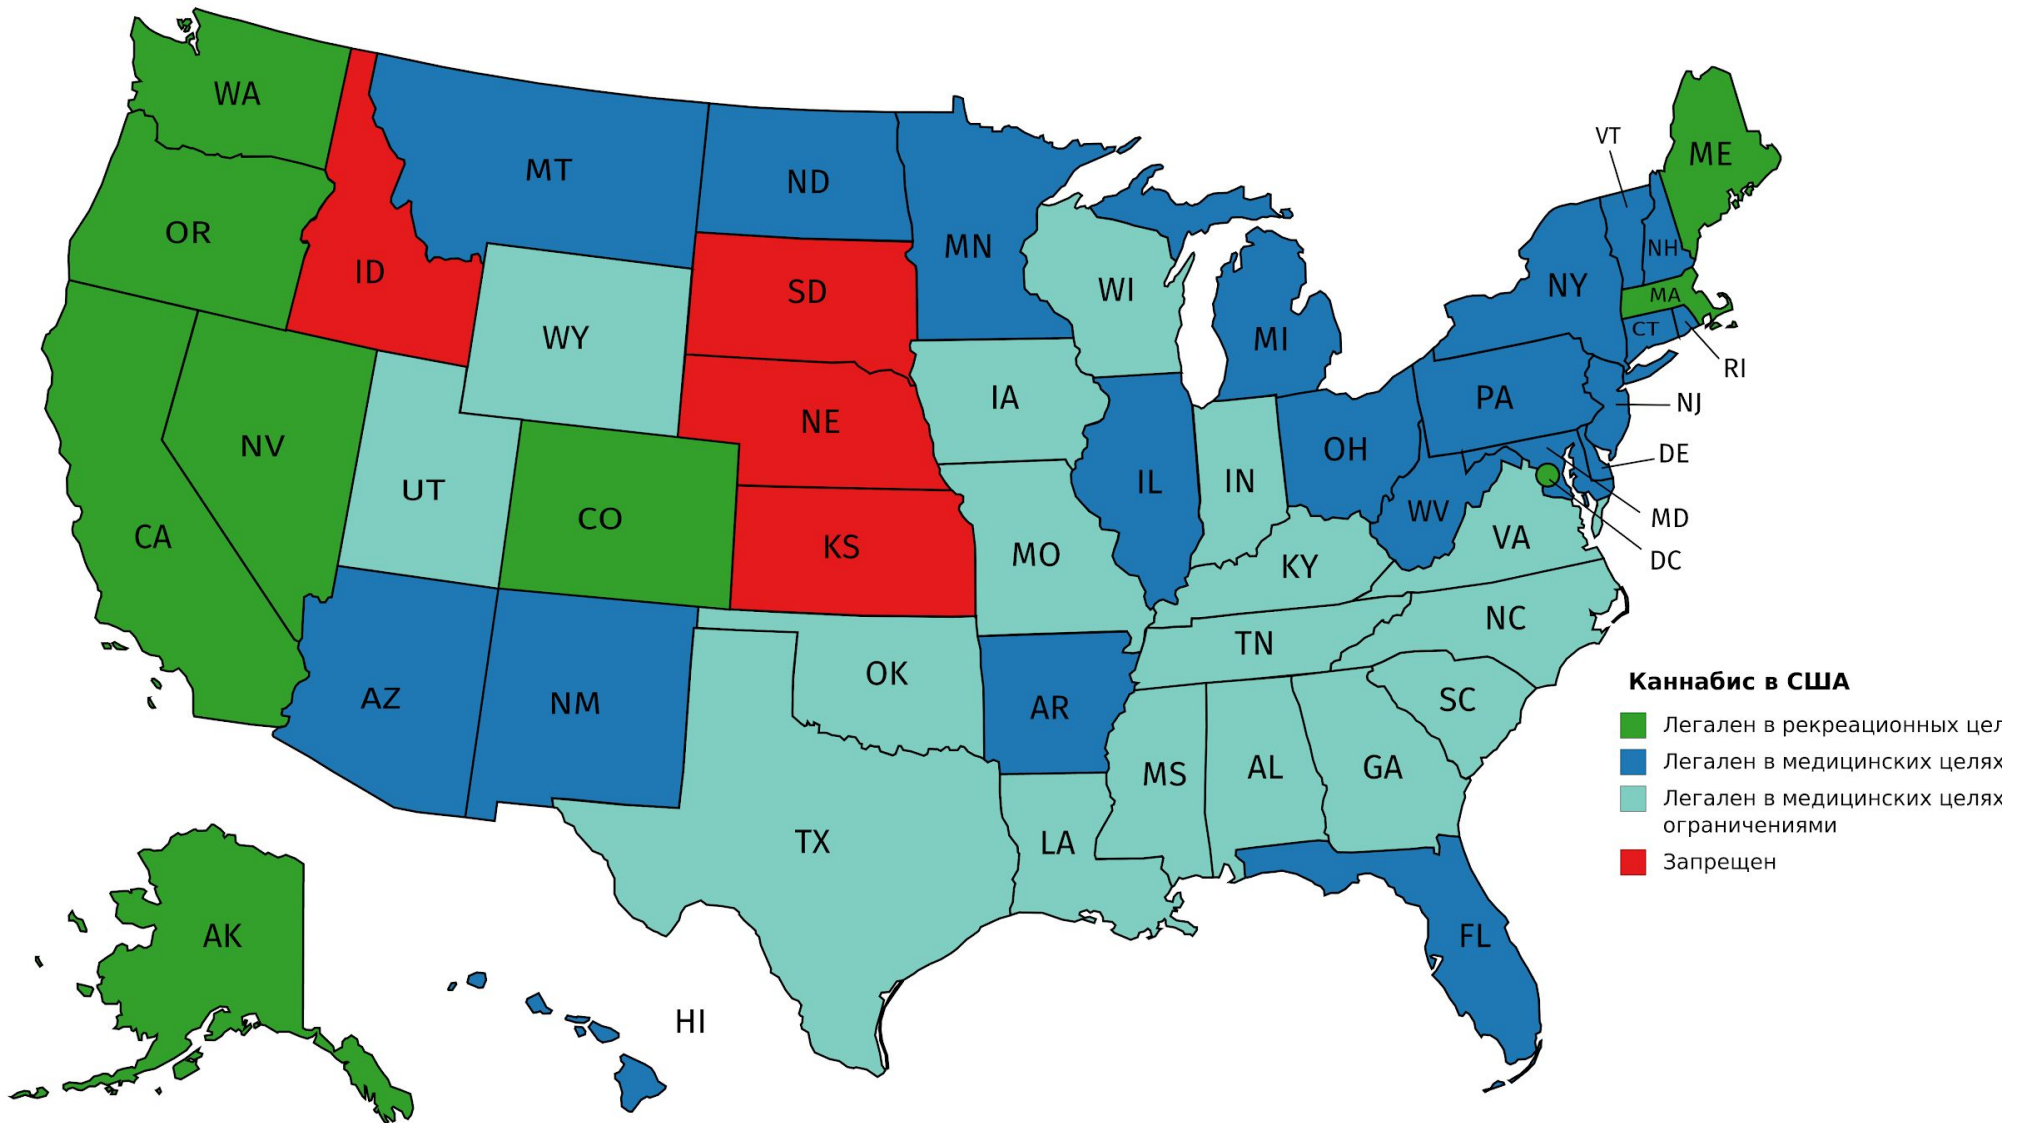 WA
OR
CA
NV
ID
MT
WY
UT
CO
AZ
NM
ND
SD
NE
KS
OK
TX
MN
IA
MO
AR
LA
WI
IL
MS
MI
IN
KY
TN
AL
OH
WV
VA
NC
SC
GA
FL
PA
NY
VT
NH
ME
MA
CT
RI
NJ
DE
MD
DC
AK
HI
Каннабис в США
Легален в рекреационных цел
Легален в медицинских целях
Легален в медицинских целях
ограничениями
Запрещен